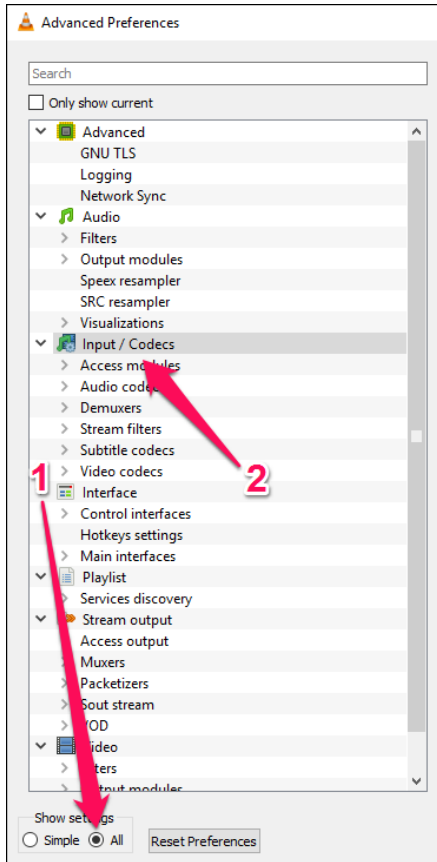 Advanced Preferences
Search
Only show current
Advanced
GNU TLS
Logging
Network Sync
Audio
Filters
Output modules
Speex resampler
SRC resampler
Visualizations
Input / Codecs
Access modules
Audio codecs
Demuxers
Stream filters
Subtitle codecs
Video codecs
1
2
Interface
Control interfaces
Hotkeys settings
Main interfaces
Playlist
Services discovery
Stream output
Access output
Muxers
Packetizers
Sout stream
VOD
Video
Filters
Output modules
Show settings
Simple
All
Reset Preferences